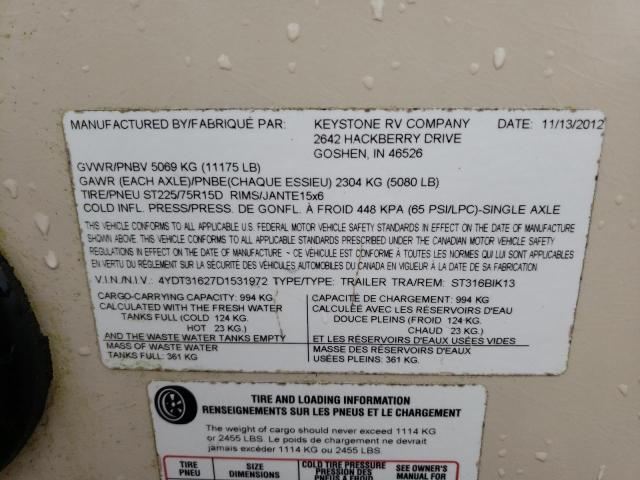 MANUFACTURED BY/FABRIQUÉ PAR: KEYSTONE RV COMPANY DATE: 11/13/2012
2642 HACKBERRY DRIVE
GOSHEN, IN 46526
GVWR/PNBV 5069 KG (11175 LB)
GAWR (EACH AXLE)/PNBE(CHAQUE ESSIEU) 2304 KG (5080 LB)
TIRE/PNEU ST225/75R15D RIMS/JANTE15x6
COLD INFL. PRESS/PRESS. DE GONFL. À FROID 448 KPA (65 PSI/LPC)-SINGLE AXLE
THIS VEHICLE CONFORMS TO ALL APPLICABLE U.S. FEDERAL MOTOR VEHICLE SAFETY STANDARDS IN EFFECT ON THE DATE OF MANUFACTURE
SHOWN ABOVE. THIS VEHICLE CONFORMS TO ALL APPLICABLE STANDARDS PRESCRIBED UNDER THE CANADIAN MOTOR VEHICLE SAFETY
REGULATIONS IN EFFECT ON THE DATE OF MANUFACTURE - CE VÉHICULE EST CONFORME À TOUTES LES NORMES QUI LUI SONT APPLICABLES
EN VERTU DU RÈGLEMENT SUR LA SÉCURITÉ DES VÉHICULES AUTOMOBILES DU CANADA EN VIGUEUR À LA DATE DE SA FABRICATION
V.I.N./N.I.V.: 4YDT31627D1531972 TYPE/TYPE: TRAILER TRA/REM: ST316BIK13
CARGO-CARRYING CAPACITY: 994 KG.
CALCULATED WITH THE FRESH WATER
TANKS FULL (COLD 124 KG.
HOT 23 KG.)
AND THE WASTE WATER TANKS EMPTY
MASS OF WASTE WATER
TANKS FULL: 361 KG
CAPACITÉ DE CHARGEMENT: 994 KG
CALCULÉE AVEC LES RÉSERVOIRS D'EAU
DOUCE PLEINS (FROID 124 KG.
CHAUD 23 KG.)
ET LES RÉSERVOIRS D'EAUX USÉES VIDES
MASSE DES RÉSERVOIRS D'EAUX
USÉES PLEINS: 361 KG.
TIRE AND LOADING INFORMATION
RENSEIGNEMENTS SUR LES PNEUS ET LE CHARGEMENT
The weight of cargo should never exceed 1114 KG
or 2455 LBS. Le poids de chargement ne devrait
jamais excéder 1114 KG ou 2455 LBS.
TIRE SIZE COLD TIRE PRESSURE SEE OWNER'S
PNEU DIMENSIONS PRESSION DES MANUAL FOR
PNEUS À FROID